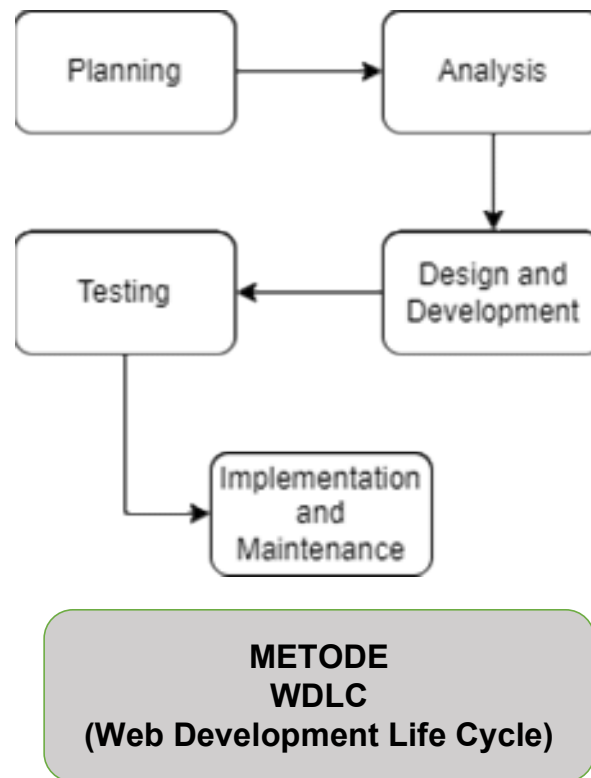 Planning
Analysis
Design and
Development
Testing
Implementation
and
Maintenance
METODE
WDLC
(Web Development Life Cycle)